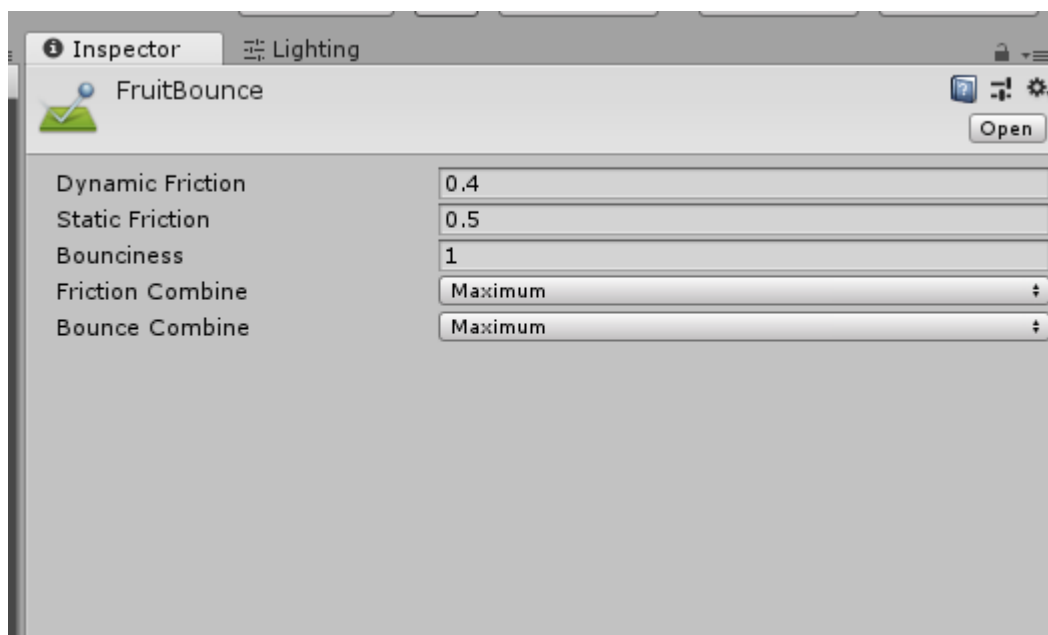 Inspector
Lighting
FruitBounce
Open
Dynamic Friction 0.4
Static Friction 0.5
Bounciness 1
Friction Combine Maximum
Bounce Combine Maximum